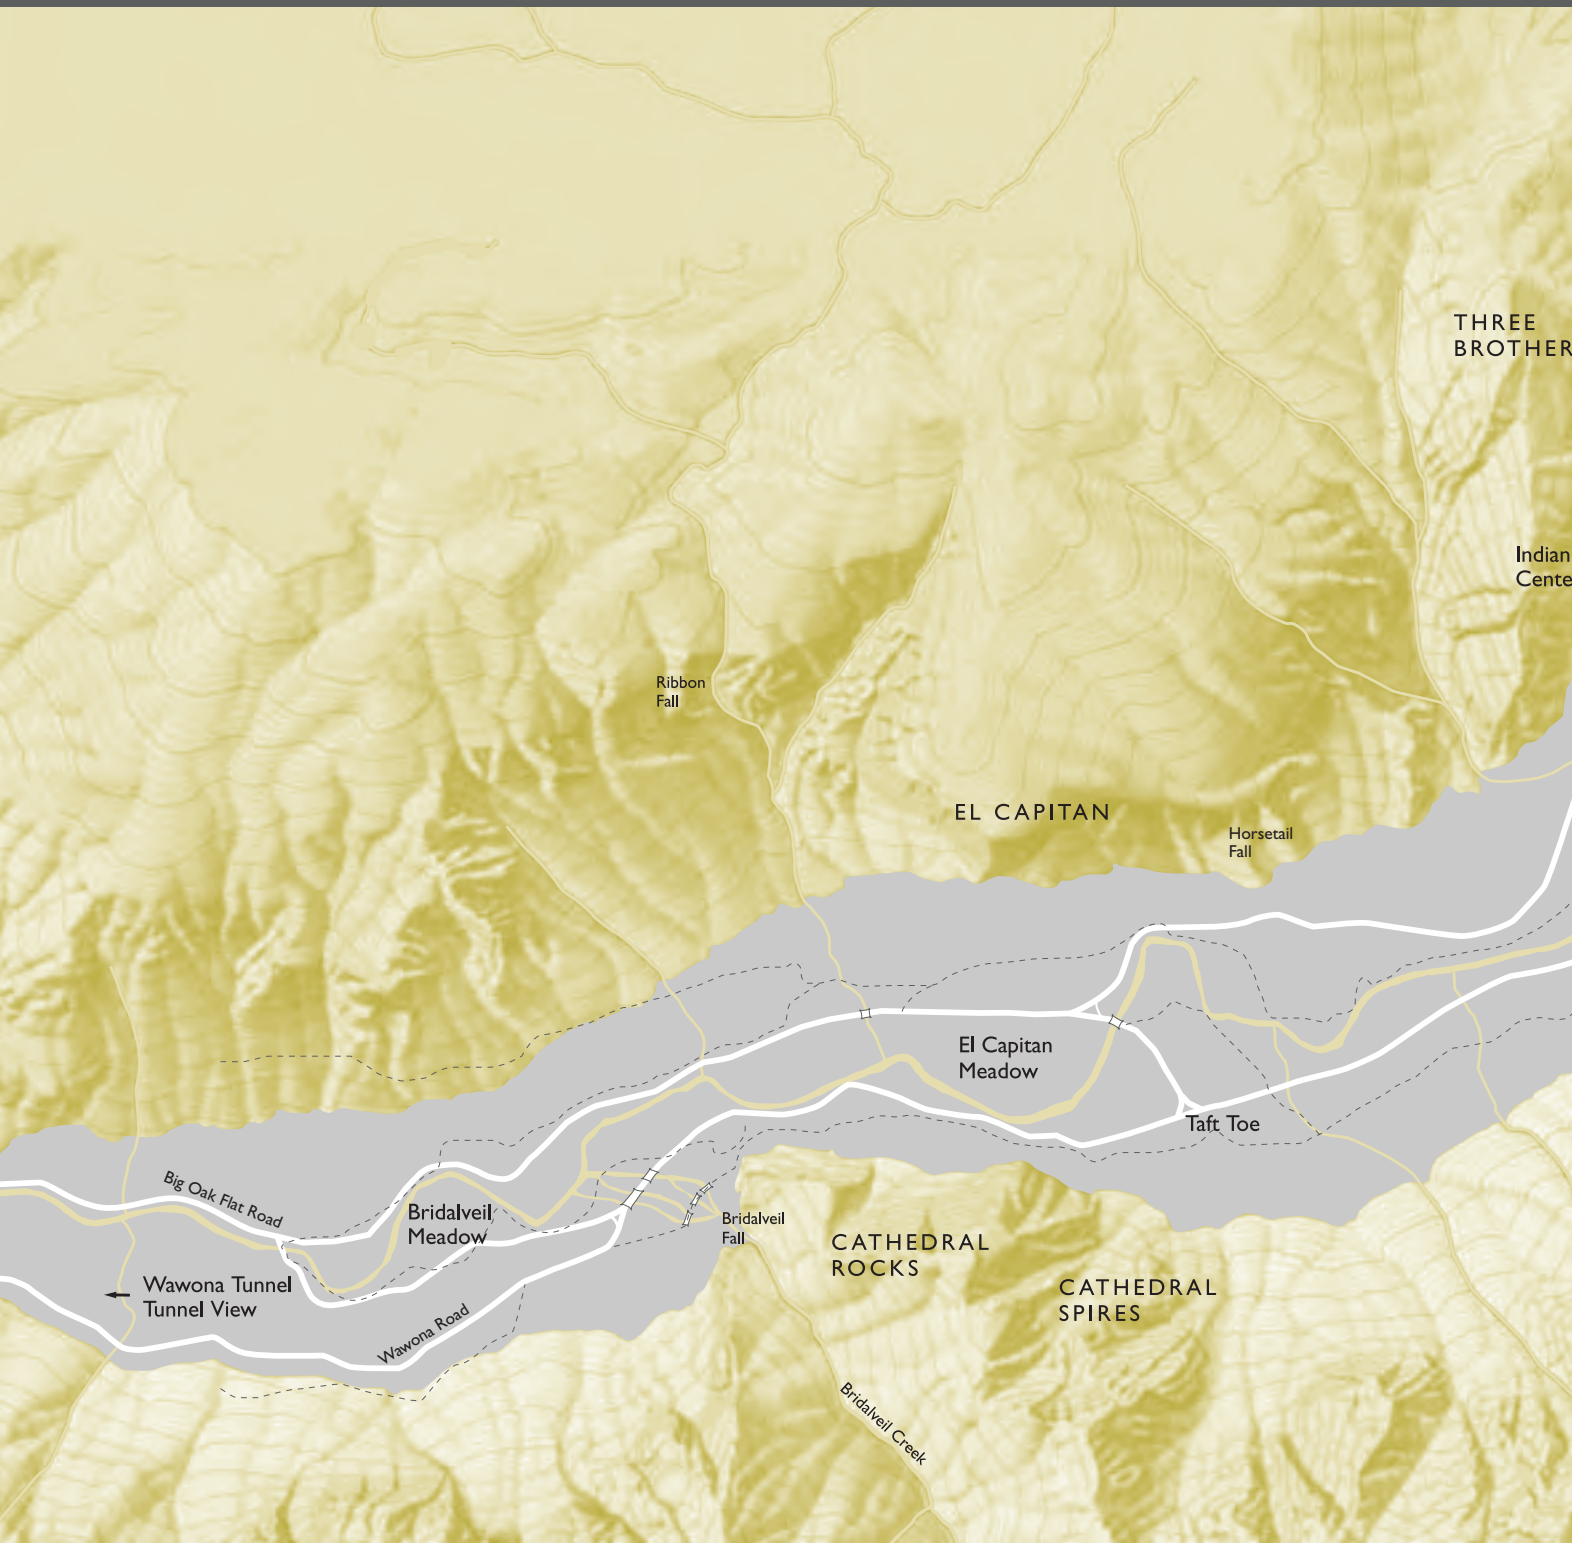 THREE
BROTHER
Indian
Cente
Ribbon
Fall
EL CAPITAN
Horsetail
Fall
El Capitan
Meadow
Taft Toe
Big Oak Flat Road
Bridalveil
Meadow
Bridalveil
Fall
CATHEDRAL
ROCKS
CATHEDRAL
SPIRES
Wawona Tunnel
Tunnel View
Wawona Road
Bridalveil Creek